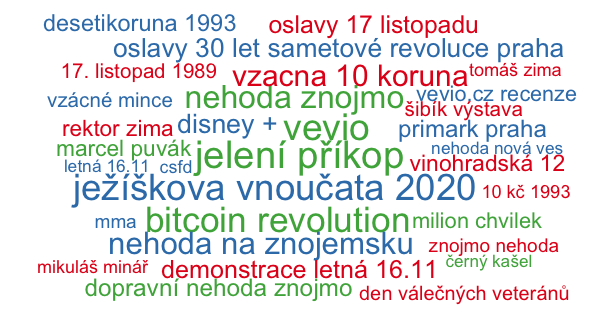 desetikoruna 1993
oslavy 17 listopadu
oslavy 30 let sametové revoluce praha
17. listopad 1989
vzacna 10 koruna
tomáš zima
vzácné mince
nehoda znojmo
vevio.cz recenze
šibík výstava
rektor zima
disney +
vevio
primark praha
marcel puvák
jelení příkop
nehoda nová ves
letná 16.11
csfd
vinohradská 12
ježíškova vnoučata 2020
10 kč 1993
mma
bitcoin revolution
milion chvilek
nehoda na znojemsku
znojmo nehoda
mikuláš minář
demonstrace letná 16.11
černý kašel
dopravní nehoda znojmo
den válečných veteránů